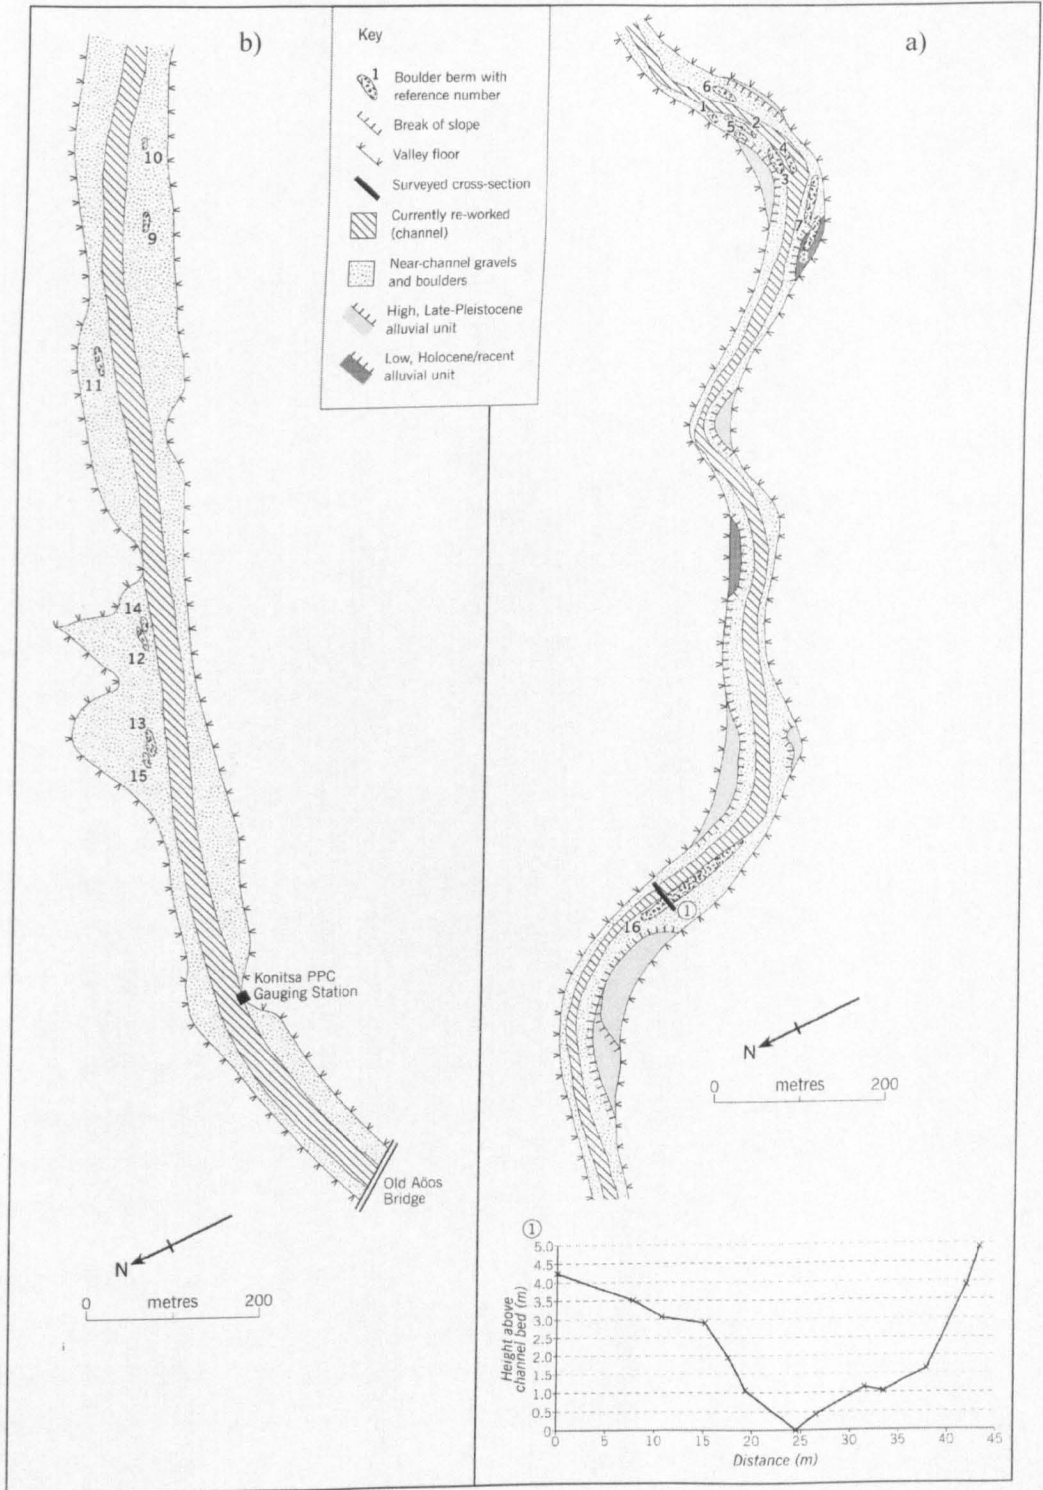 b)
Key
1
Boulder berm with
reference number
Break of slope
Valley floor
Surveyed cross-section
Currently re-worked
(channel)
Near-channel gravels
and boulders
High, Late-Pleistocene
alluvial unit
Low, Holocene/recent
alluvial unit
10
9
11
14
12
13
15
Konitsa PPC
Gauging Station
Old Aöos
Bridge
N
0 metres 200
a)
6
1
2
5
4
3
7
8
①
16
N
0 metres 200
①
Height above
channel bed (m)
5.0
4.5
4.0
3.5
3.0
2.5
2.0
1.5
1.0
0.5
0
0 5 10 15 20 25 30 35 40 45
Distance (m)